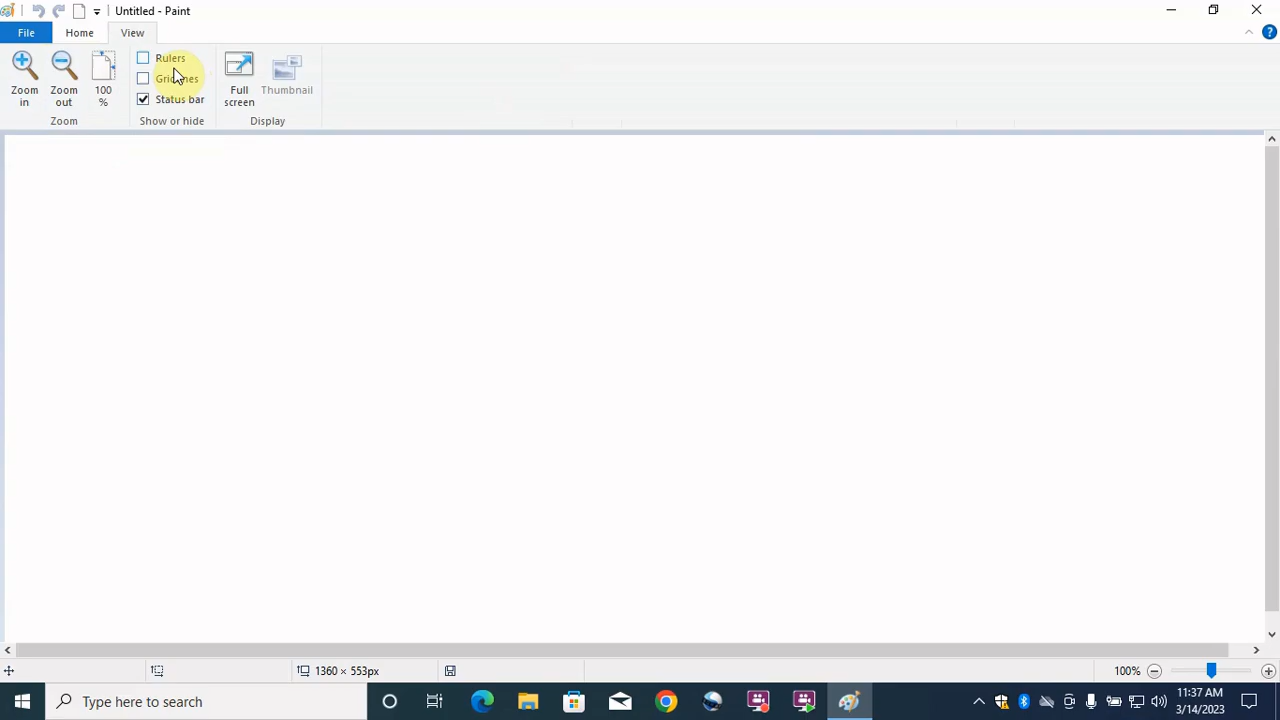 Untitled - Paint
File Home View
Rulers
Gridlines
Status bar
Zoom in
Zoom out
100 %
Full screen
Thumbnail
Zoom
Show or hide
Display
1360 × 553px
100%
Type here to search
11:37 AM
3/14/2023